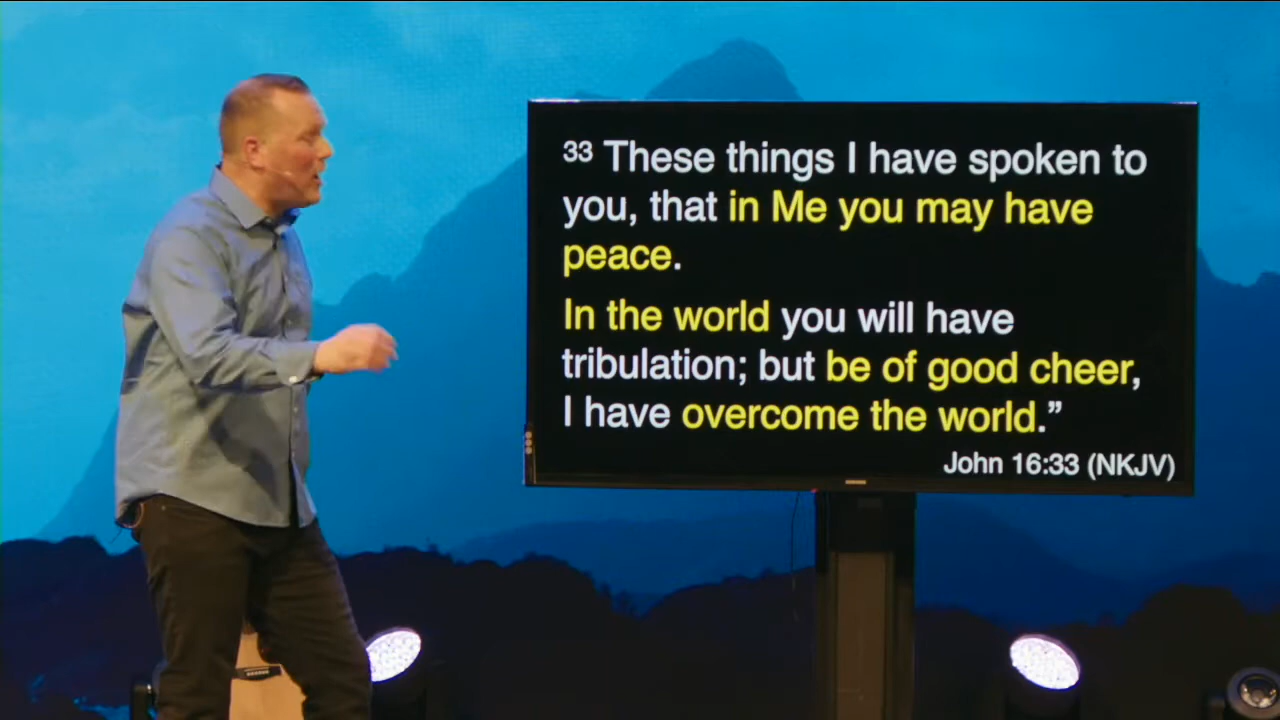 33 These things I have spoken to
you, that in Me you may have
peace.
In the world you will have
tribulation; but be of good cheer,
I have overcome the world.”
John 16:33 (NKJV)